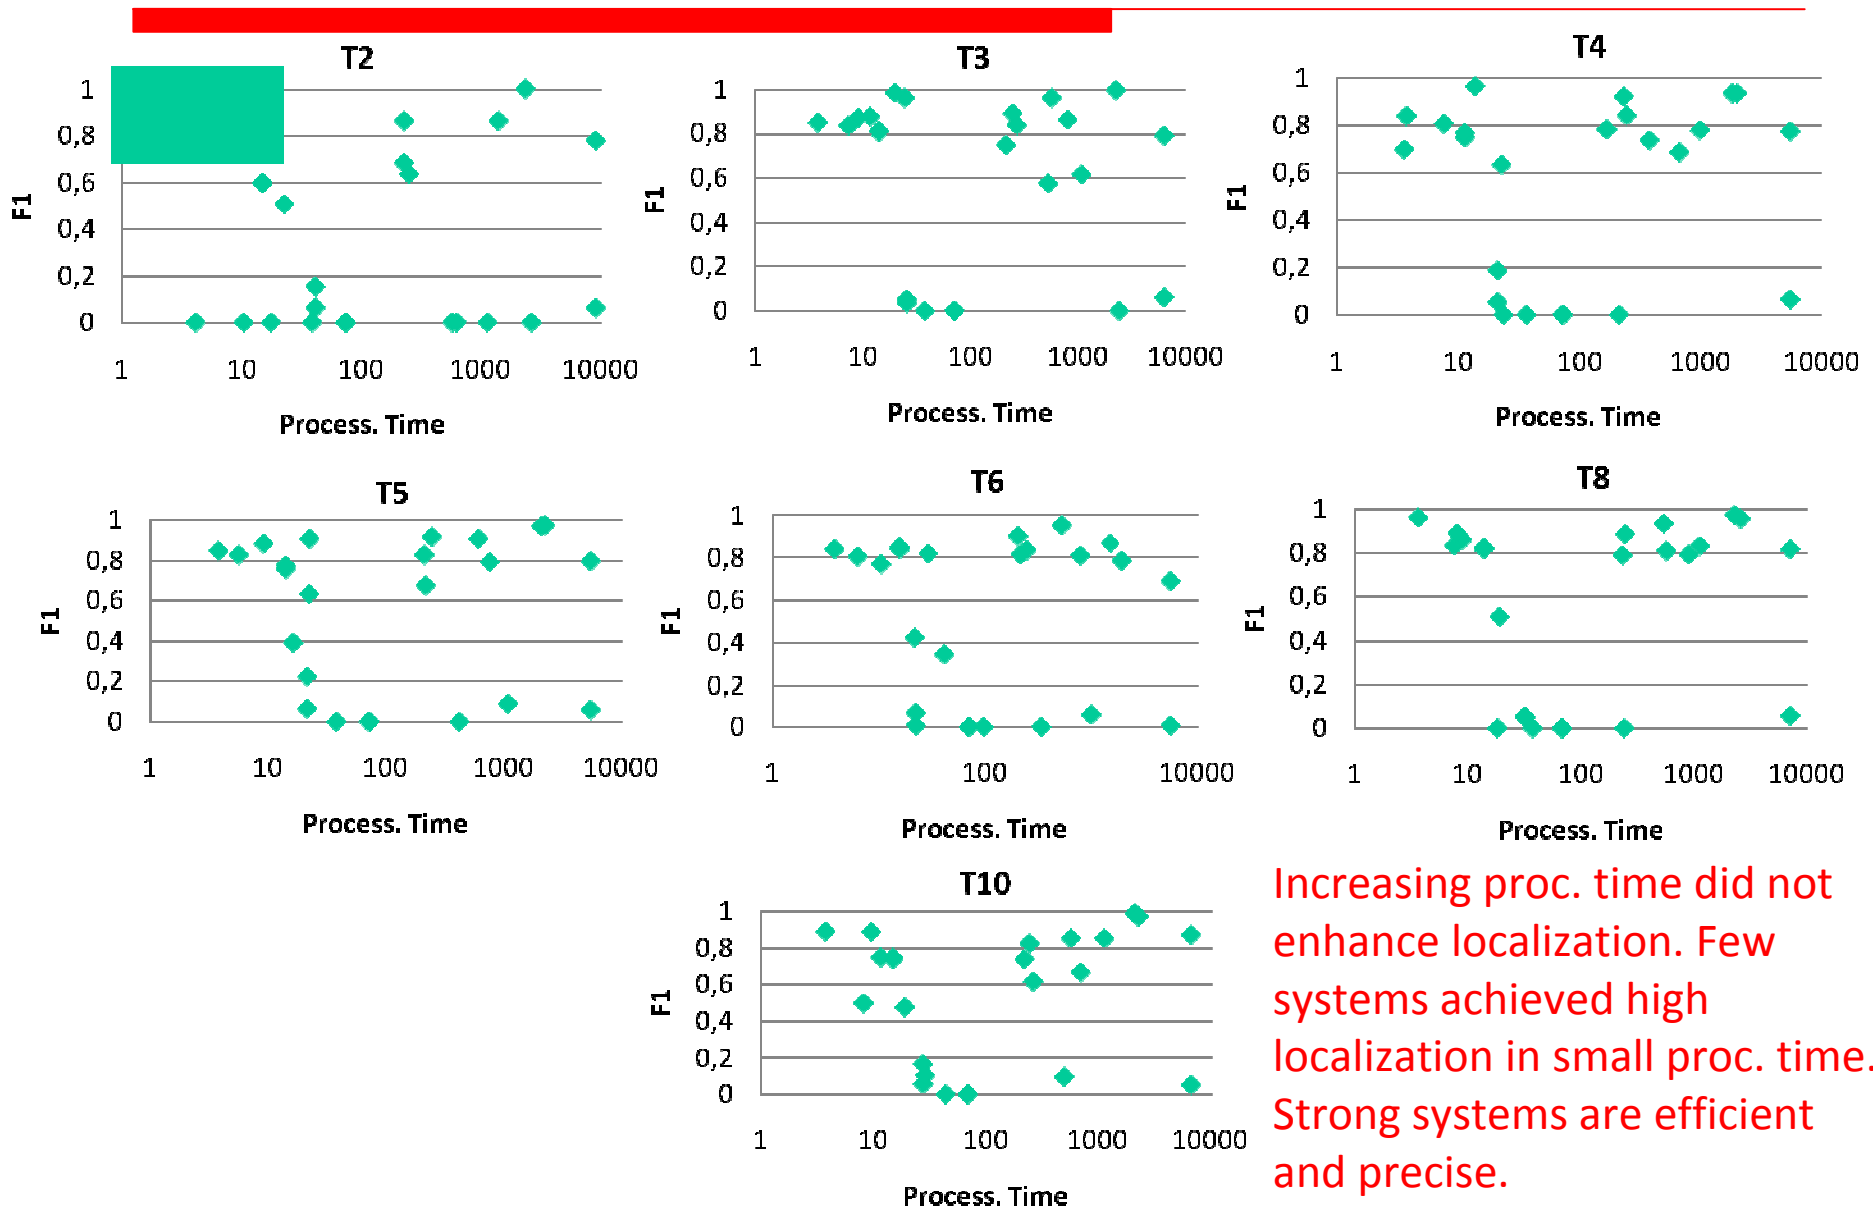 T2
1
0,8
0,6
0,4
0,2
0
F1
1 10 100 1000 10000
Process. Time
T3
1
0,8
0,6
0,4
0,2
0
F1
1 10 100 1000 10000
Process. Time
T4
1
0,8
0,6
0,4
0,2
0
F1
1 10 100 1000 10000
Process. Time
T5
1
0,8
0,6
0,4
0,2
0
F1
1 10 100 1000 10000
Process. Time
T6
1
0,8
0,6
0,4
0,2
0
F1
1 100 10000
Process. Time
T8
1
0,8
0,6
0,4
0,2
0
F1
1 10 100 1000 10000
Process. Time
T10
1
0,8
0,6
0,4
0,2
0
F1
1 10 100 1000 10000
Process. Time
Increasing proc. time did not
enhance localization. Few
systems achieved high
localization in small proc. time.
Strong systems are efficient
and precise.